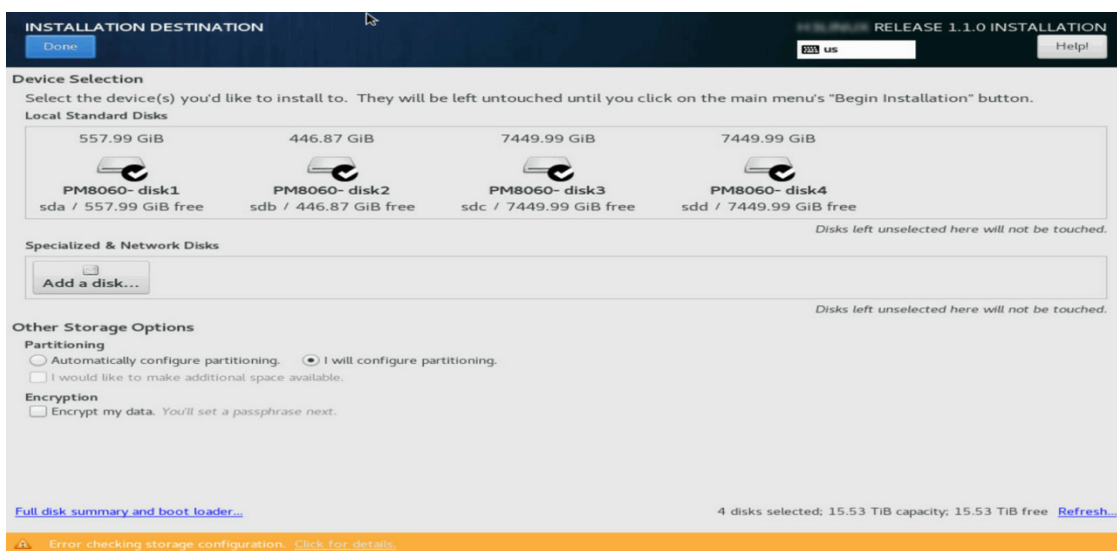 INSTALLATION DESTINATION
RELEASE 1.1.0 INSTALLATION
Done
us
Help!
Device Selection
Select the device(s) you'd like to install to. They will be left untouched until you click on the main menu's "Begin Installation" button.
Local Standard Disks
557.99 GiB 446.87 GiB 7449.99 GiB 7449.99 GiB
PM8060- disk1 PM8060- disk2 PM8060- disk3 PM8060- disk4
sda / 557.99 GiB free sdb / 446.87 GiB free sdc / 7449.99 GiB free sdd / 7449.99 GiB free
Disks left unselected here will not be touched.
Specialized & Network Disks
Add a disk...
Disks left unselected here will not be touched.
Other Storage Options
Partitioning
Automatically configure partitioning. I will configure partitioning.
I would like to make additional space available.
Encryption
Encrypt my data. You'll set a passphrase next.
Full disk summary and boot loader...
4 disks selected; 15.53 TiB capacity; 15.53 TiB free Refresh...
Error checking storage configuration. Click for details.